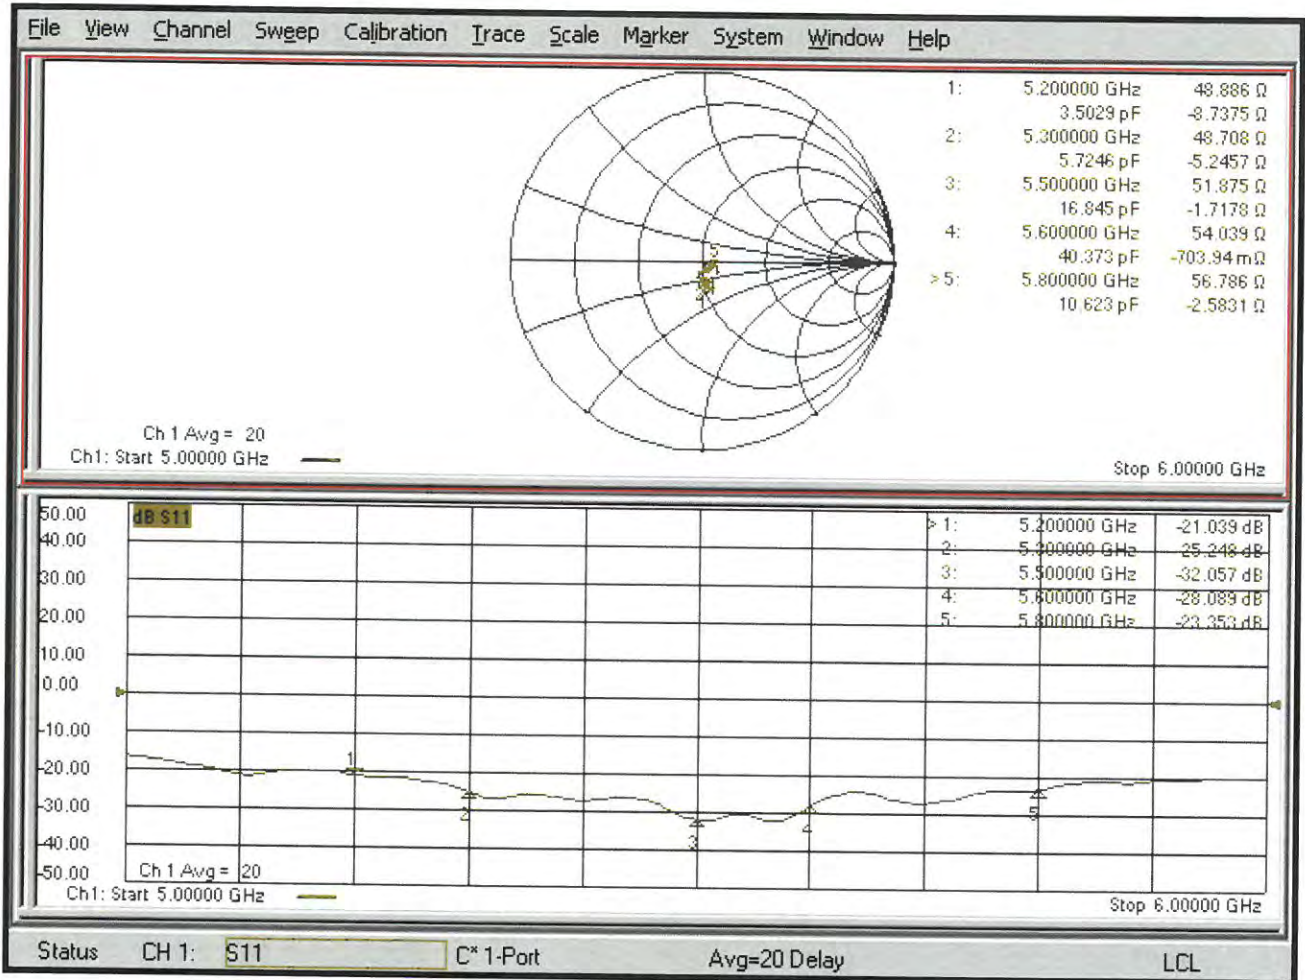 File View Channel Sweep Calibration Trace Scale Marker System Window Help
1: 5.200000 GHz 48.886 Ω
3.5029 pF -8.7375 Ω
2: 5.300000 GHz 48.708 Ω
5.7246 pF -5.2457 Ω
3: 5.500000 GHz 51.875 Ω
16.845 pF -1.7178 Ω
4: 5.600000 GHz 54.039 Ω
40.373 pF -703.94 mΩ
>5: 5.800000 GHz 56.786 Ω
10.623 pF -2.5831 Ω
5
Ch 1 Avg = 20
Ch1: Start 5.00000 GHz
Stop 6.00000 GHz
dB S11
50.00
40.00
30.00
20.00
10.00
0.00
-10.00
-20.00
-30.00
-40.00
-50.00
> 1: 5.200000 GHz -21.039 dB
2: 5.300000 GHz -25.248 dB
3: 5.500000 GHz -32.057 dB
4: 5.600000 GHz -28.089 dB
5: 5.800000 GHz -23.353 dB
1
2
3
4
5
Ch 1 Avg = 20
Ch1: Start 5.00000 GHz
Stop 6.00000 GHz
Status CH 1: S11 C* 1-Port Avg=20 Delay LCL